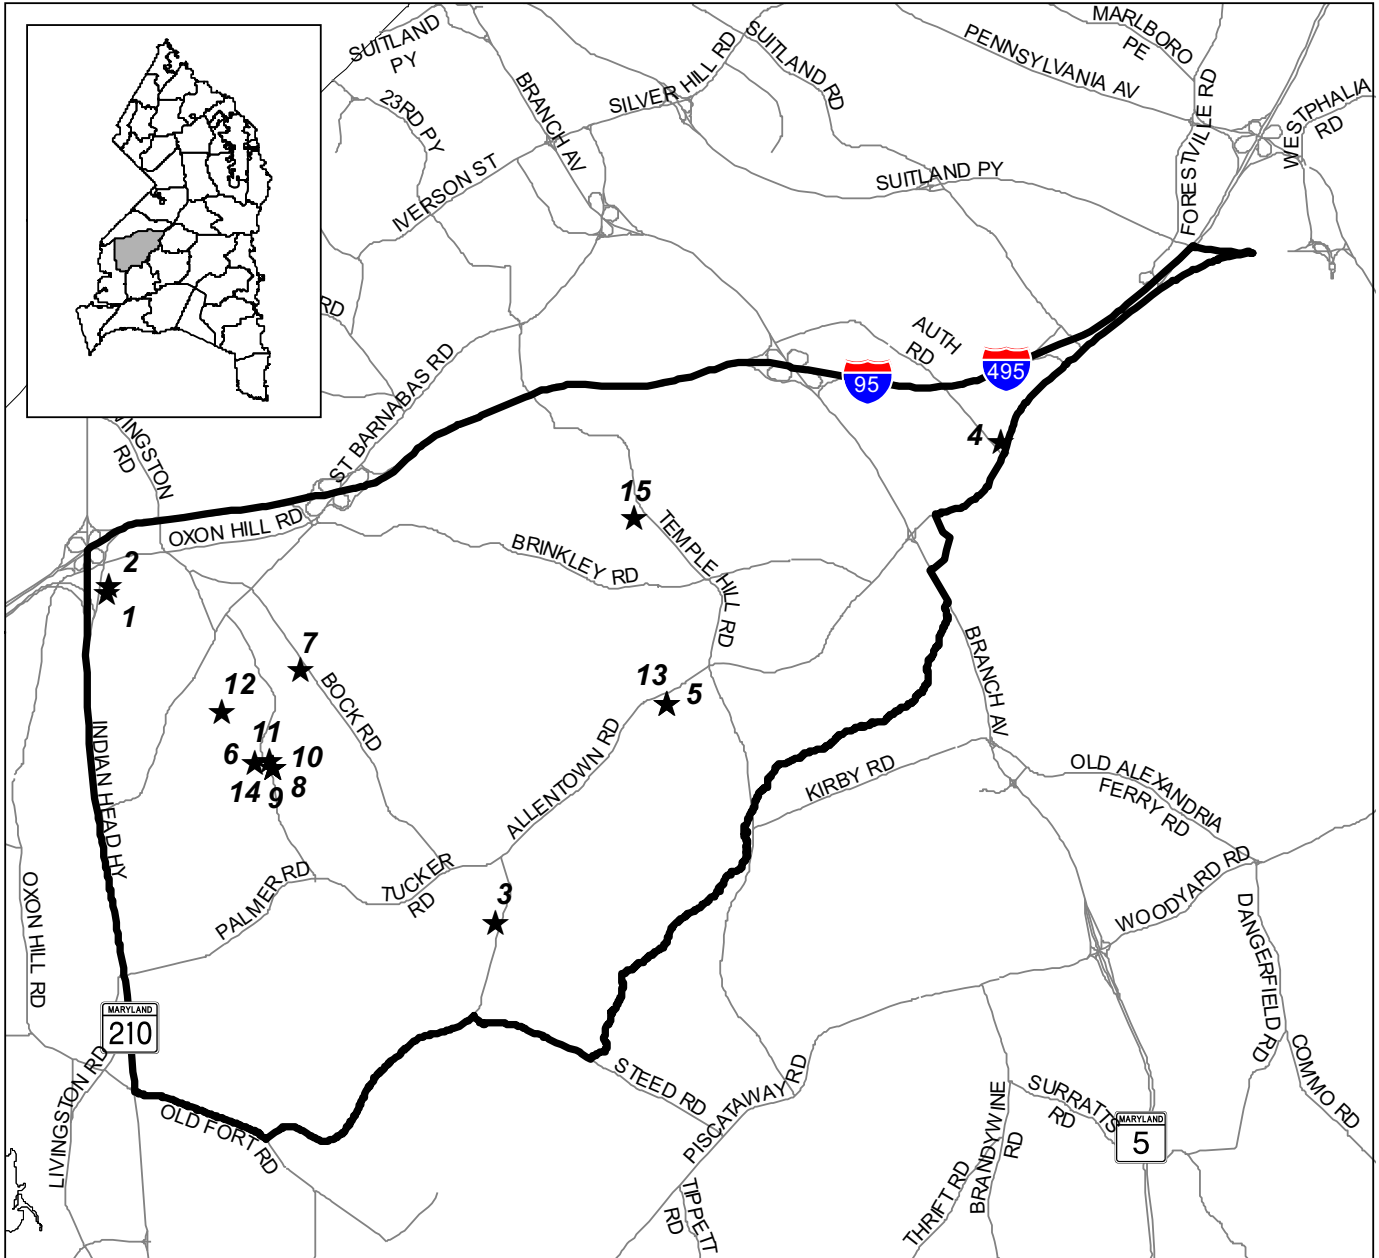 SUITLAND
PY
23RD PY
BRANCH AV
SILVER HILL RD
SUITLAND RD
PENNSYLVANIA AV
MARLBORO
PE
FORESTVILLE RD
WESTPHALIA
RD
IVERSON ST
SUITLAND PY
RD
AUTH
RD
95
495
ST BARNABAS RD
VINGSTON
RD
OXON HILL RD
4
15
TEMPLE HILL
RD
BRINKLEY RD
2
1
7
BOCK RD
12
13
5
BRANCH AV
11
6
10
14
9
8
INDIAN HEAD HY
ALLENTOWN RD
KIRBY RD
OLD ALEXANDRIA
FERRY RD
PALMER RD
TUCKER
RD
3
WOODYARD RD
DANGERFIELD RD
OXON HILL RD
MARYLAND
210
LIVINGSTON RD
OLD FORT RD
STEED RD
PISCATAWAY RD
TIPPETT
RD
THRIFT RD
BRANDYWINE
RD
SURRATTS
RD
MARYLAND
5
COMMO RD